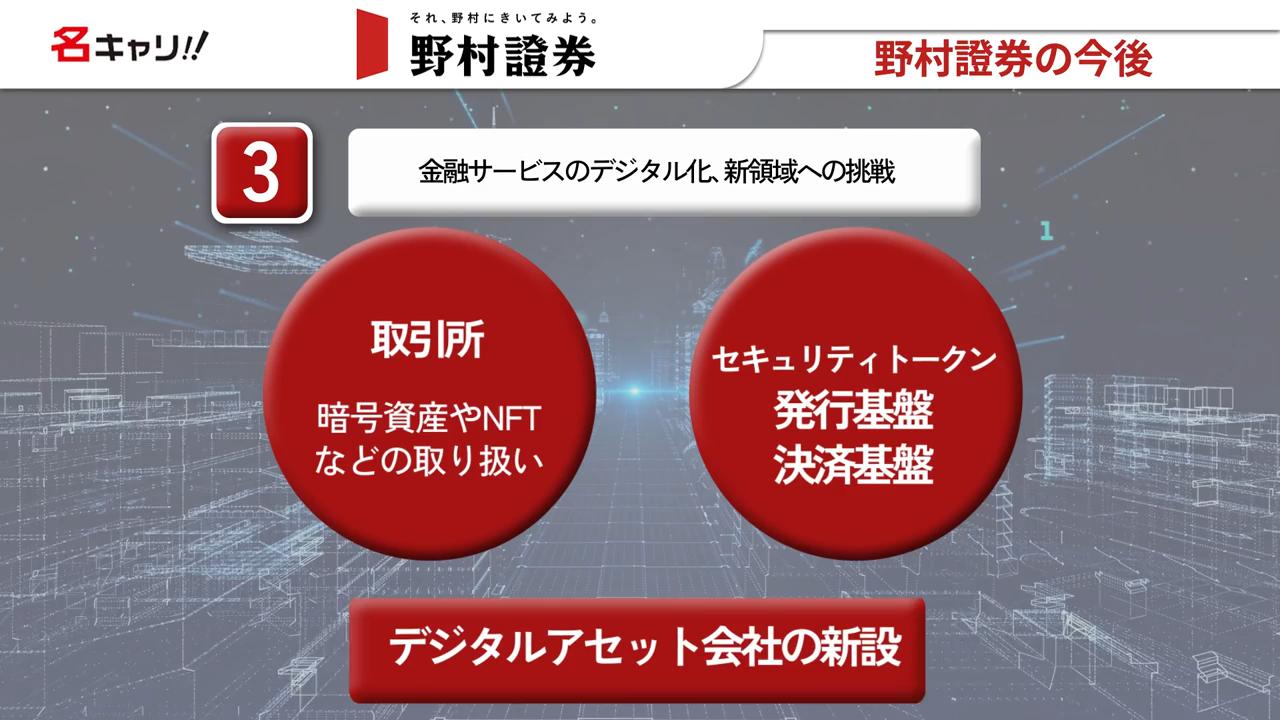 名キャリ!!
それ、野村にきいてみよう。
野村證券
野村證券の今後
3
金融サービスのデジタル化、新領域への挑戦
1
取引所
暗号資産やNFT
などの取り扱い
セキュリティトークン
発行基盤
決済基盤
デジタルアセット会社の新設